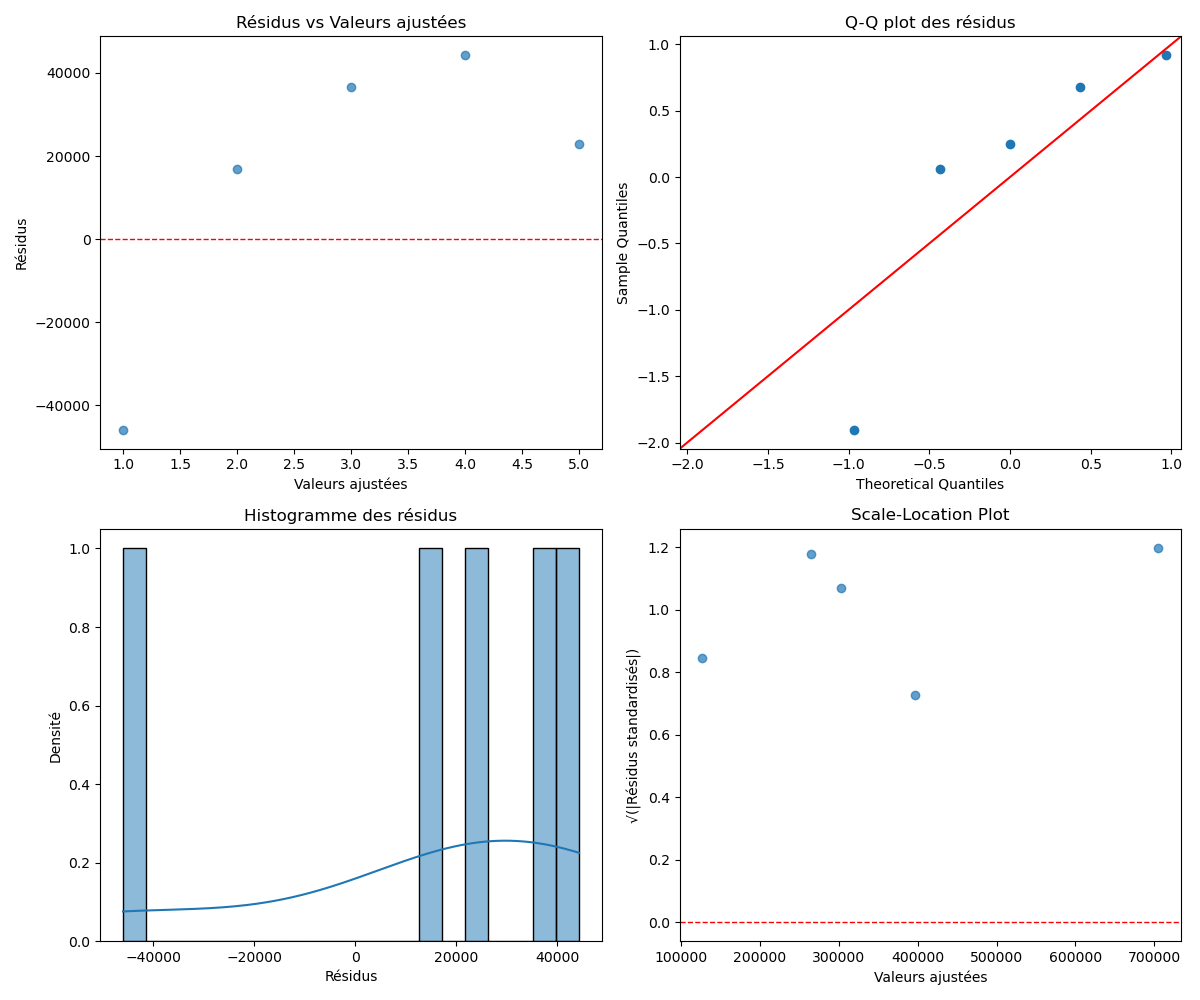 Résidus vs Valeurs ajustées
40000
20000
0
−20000
−40000
Résidus
1.0 1.5 2.0 2.5 3.0 3.5 4.0 4.5 5.0
Valeurs ajustées
Q-Q plot des résidus
1.0
0.5
0.0
−0.5
−1.0
−1.5
−2.0
Sample Quantiles
−2.0 −1.5 −1.0 −0.5 0.0 0.5 1.0
Theoretical Quantiles
Histogramme des résidus
1.0
0.8
0.6
0.4
0.2
0.0
Densité
−40000 −20000 0 20000 40000
Résidus
Scale-Location Plot
1.2
1.0
0.8
0.6
0.4
0.2
0.0
√(|Résidus standardisés|)
100000 200000 300000 400000 500000 600000 700000
Valeurs ajustées